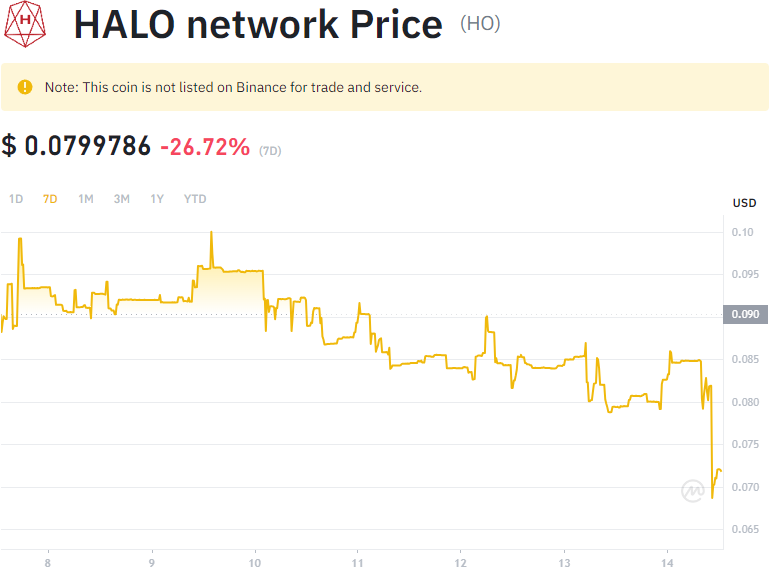 H
HALO network Price (HO)
Note: This coin is not listed on Binance for trade and service.
$ 0.0799786 -26.72% (7D)
1D 7D 1M 3M 1Y YTD
USD
0.10
0.095
0.090
0.085
0.080
0.075
0.070
0.065
8 9 10 11 12 13 14